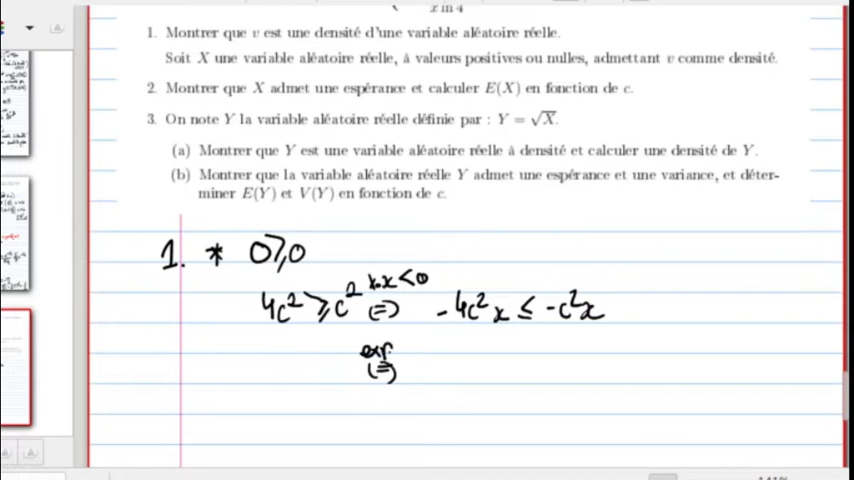 x ln 4
1. Montrer que v est une densité d'une variable aléatoire réelle.
Soit X une variable aléatoire réelle, à valeurs positives ou nulles, admettant v comme densité.
2. Montrer que X admet une espérance et calculer E(X) en fonction de c.
3. On note Y la variable aléatoire réelle définie par : Y = √X.
(a) Montrer que Y est une variable aléatoire réelle à densité et calculer une densité de Y.
(b) Montrer que la variable aléatoire réelle Y admet une espérance et une variance, et déter-
miner E(Y) et V(Y) en fonction de c.
1. * 0≥0
x-x<0
4c² ≥ c² (=) -4c²x ≤ -c²x
exp
(=)